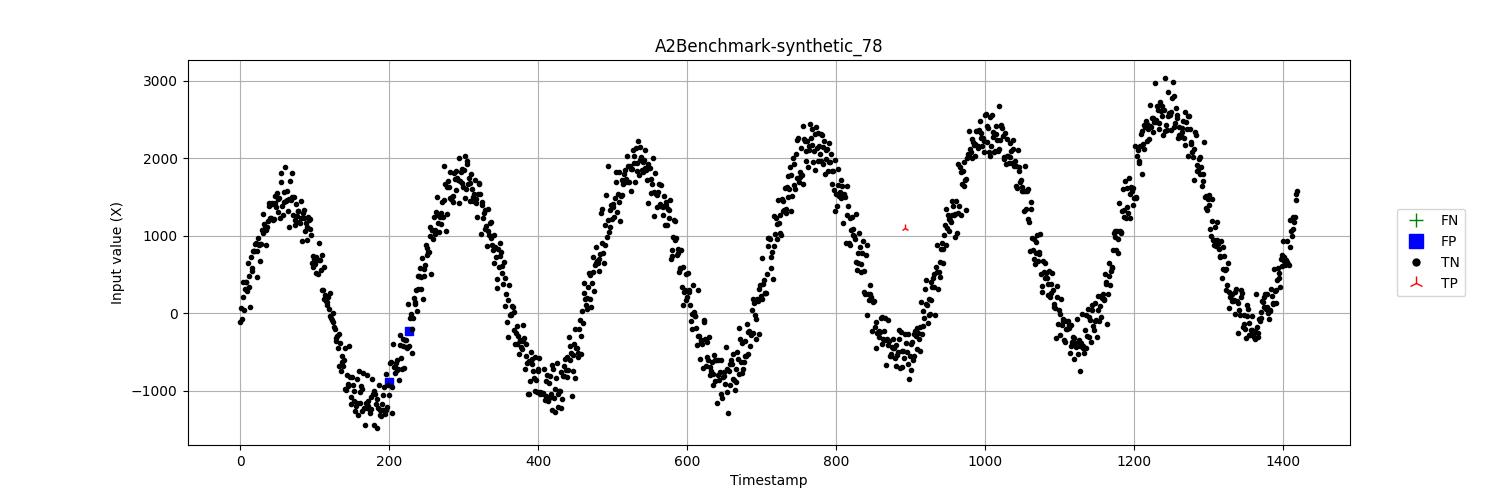 A2Benchmark-synthetic_78
Input value (X)
3000
2000
1000
0
−1000
0 200 400 600 800 1000 1200 1400
Timestamp
FN
FP
TN
TP